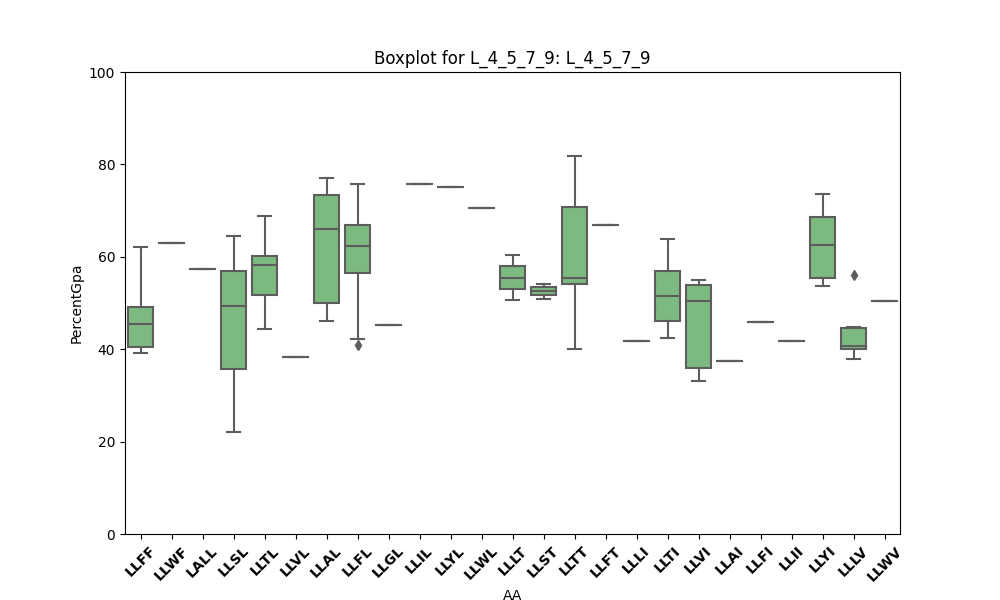 Boxplot for L_4_5_7_9: L_4_5_7_9
100
80
60
40
20
0
PercentGpa
LLFF LLWF LALL LLSL LLTL LLVL LLAL LLFL LLGL LLIL LLYL LLWL LLLT LLST LLTT LLFT LLLI LLTI LLVI LLAI LLFI LLII LLYI LLLV LLWV
AA